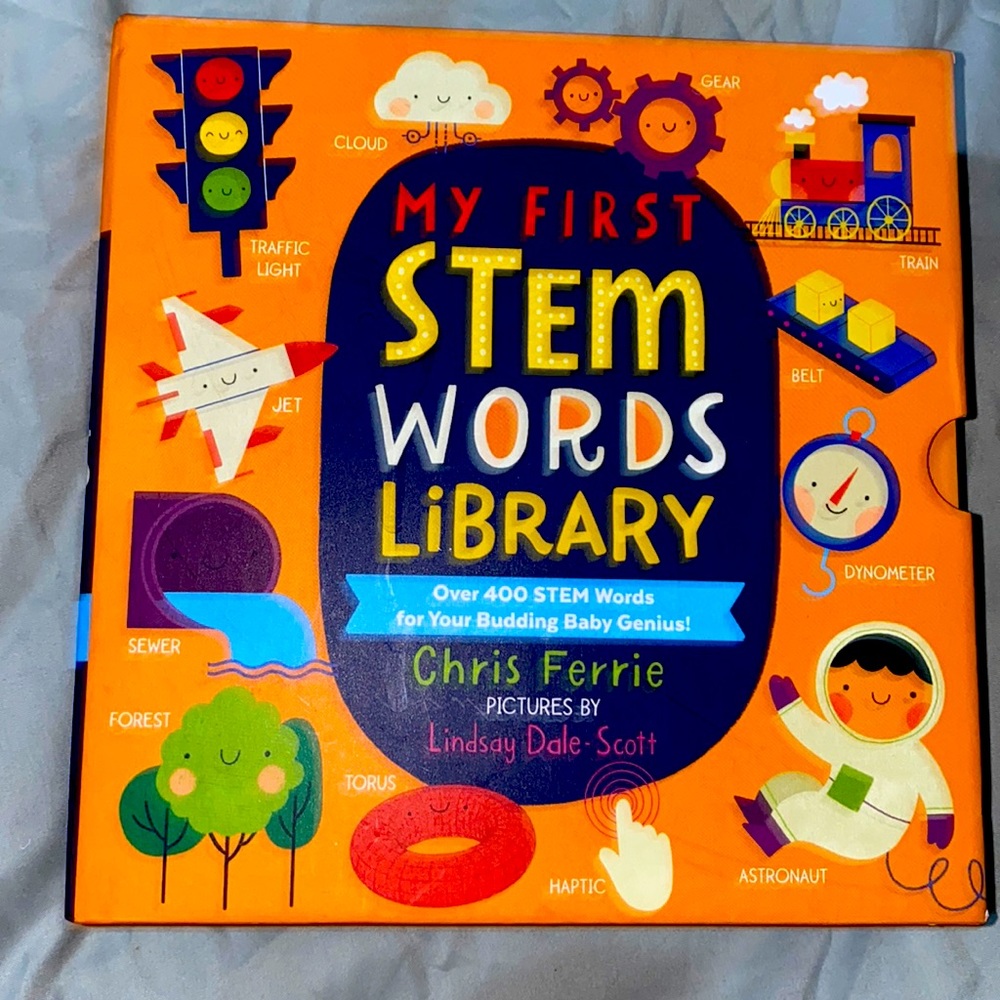 CLOUD
GEAR
TRAFFIC
LIGHT
TRAIN
MY FIRST
STEM
WORDS
LiBRARY
JET
BELT
Over 400 STEM Words
for Your Budding Baby Genius!
DYNOMETER
SEWER
Chris Ferrie
PICTURES BY
Lindsay Dale-Scott
FOREST
TORUS
HAPTIC
ASTRONAUT